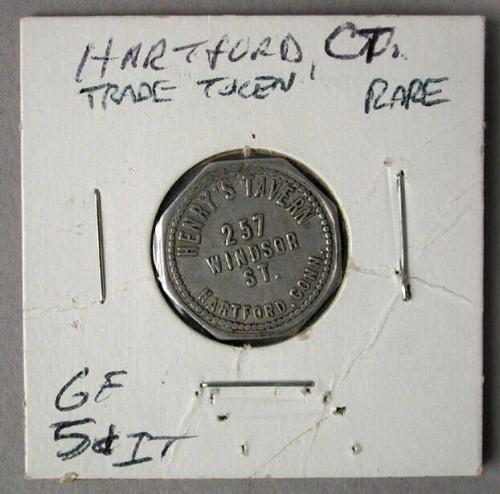 HARTFORD, CT.
TRADE TOKEN
RARE
HENRY'S TAVERN
257
WINDSOR
ST.
HARTFORD. CONN.
GF
5¢ IT